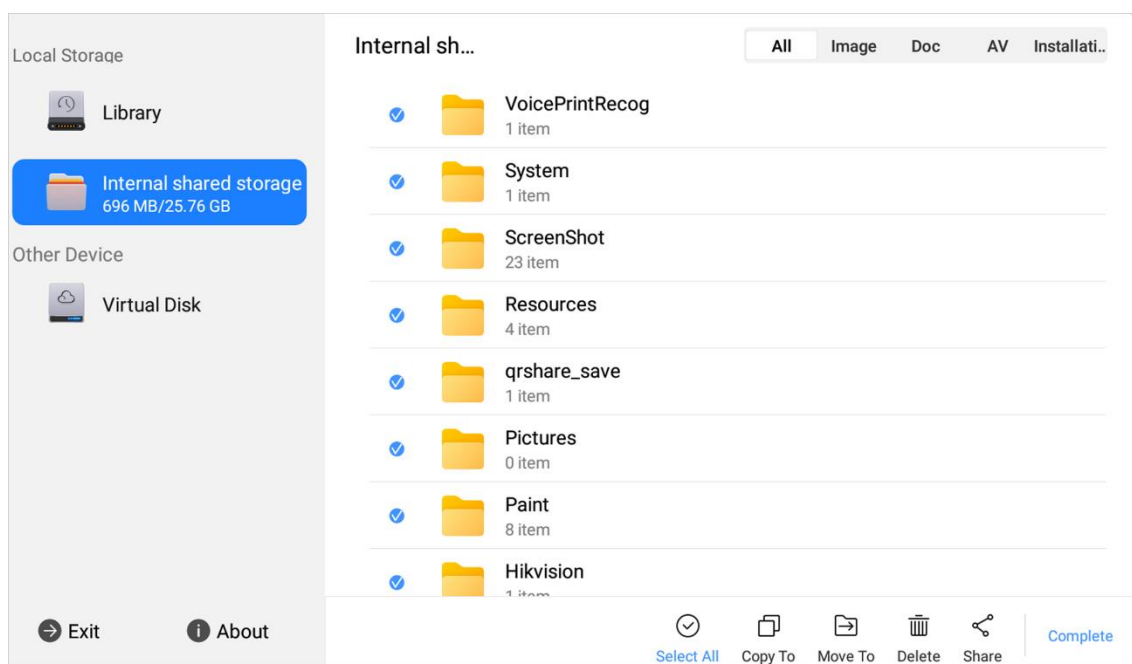 Local Storage
Library
Internal shared storage
696 MB/25.76 GB
Other Device
Virtual Disk
Exit
About
Internal sh...
All
Image
Doc
AV
Installati..
VoicePrintRecog
1 item
System
1 item
ScreenShot
23 item
Resources
4 item
qrshare_save
1 item
Pictures
0 item
Paint
8 item
Hikvision
1 item
Select All
Copy To
Move To
Delete
Share
Complete